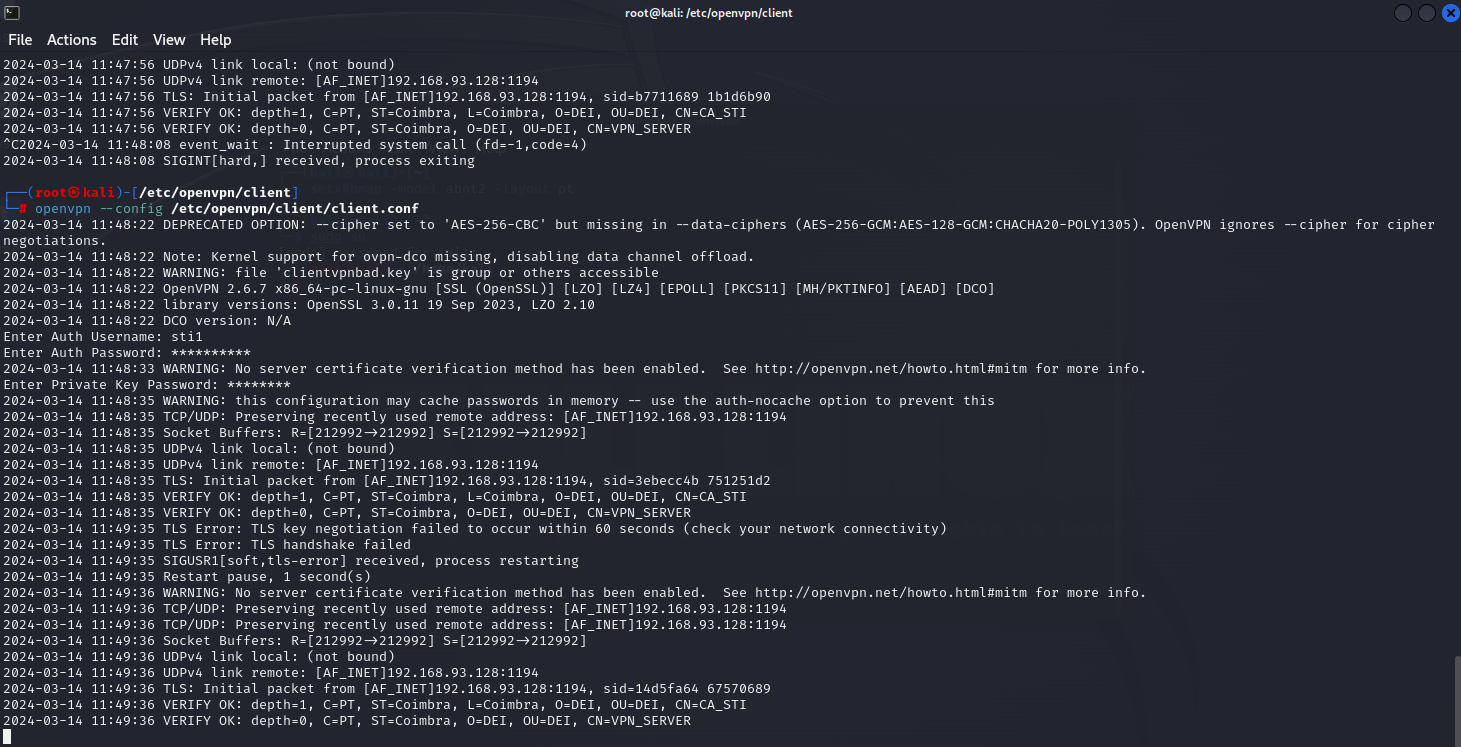 root@kali: /etc/openvpn/client
File Actions Edit View Help
2024-03-14 11:47:56 UDPv4 link local: (not bound)
2024-03-14 11:47:56 UDPv4 link remote: [AF_INET]192.168.93.128:1194
2024-03-14 11:47:56 TLS: Initial packet from [AF_INET]192.168.93.128:1194, sid=b7711689 1b1d6b90
2024-03-14 11:47:56 VERIFY OK: depth=1, C=PT, ST=Coimbra, L=Coimbra, O=DEI, OU=DEI, CN=CA_STI
2024-03-14 11:47:56 VERIFY OK: depth=0, C=PT, ST=Coimbra, O=DEI, OU=DEI, CN=VPN_SERVER
^C2024-03-14 11:48:08 event_wait : Interrupted system call (fd=-1,code=4)
2024-03-14 11:48:08 SIGINT[hard,] received, process exiting
┌──(root㉿kali)-[/etc/openvpn/client]
└─# openvpn --config /etc/openvpn/client/client.conf
2024-03-14 11:48:22 DEPRECATED OPTION: --cipher set to 'AES-256-CBC' but missing in --data-ciphers (AES-256-GCM:AES-128-GCM:CHACHA20-POLY1305). OpenVPN ignores --cipher for cipher
negotiations.
2024-03-14 11:48:22 Note: Kernel support for ovpn-dco missing, disabling data channel offload.
2024-03-14 11:48:22 WARNING: file 'clientvpnbad.key' is group or others accessible
2024-03-14 11:48:22 OpenVPN 2.6.7 x86_64-pc-linux-gnu [SSL (OpenSSL)] [LZO] [LZ4] [EPOLL] [PKCS11] [MH/PKTINFO] [AEAD] [DCO]
2024-03-14 11:48:22 library versions: OpenSSL 3.0.11 19 Sep 2023, LZO 2.10
2024-03-14 11:48:22 DCO version: N/A
Enter Auth Username: sti1
Enter Auth Password: **********
2024-03-14 11:48:33 WARNING: No server certificate verification method has been enabled.  See http://openvpn.net/howto.html#mitm for more info.
Enter Private Key Password: ********
2024-03-14 11:48:35 WARNING: this configuration may cache passwords in memory -- use the auth-nocache option to prevent this
2024-03-14 11:48:35 TCP/UDP: Preserving recently used remote address: [AF_INET]192.168.93.128:1194
2024-03-14 11:48:35 Socket Buffers: R=[212992->212992] S=[212992->212992]
2024-03-14 11:48:35 UDPv4 link local: (not bound)
2024-03-14 11:48:35 UDPv4 link remote: [AF_INET]192.168.93.128:1194
2024-03-14 11:48:35 TLS: Initial packet from [AF_INET]192.168.93.128:1194, sid=3ebecc4b 751251d2
2024-03-14 11:48:35 VERIFY OK: depth=1, C=PT, ST=Coimbra, L=Coimbra, O=DEI, OU=DEI, CN=CA_STI
2024-03-14 11:48:35 VERIFY OK: depth=0, C=PT, ST=Coimbra, O=DEI, OU=DEI, CN=VPN_SERVER
2024-03-14 11:49:35 TLS Error: TLS key negotiation failed to occur within 60 seconds (check your network connectivity)
2024-03-14 11:49:35 TLS Error: TLS handshake failed
2024-03-14 11:49:35 SIGUSR1[soft,tls-error] received, process restarting
2024-03-14 11:49:35 Restart pause, 1 second(s)
2024-03-14 11:49:36 WARNING: No server certificate verification method has been enabled.  See http://openvpn.net/howto.html#mitm for more info.
2024-03-14 11:49:36 TCP/UDP: Preserving recently used remote address: [AF_INET]192.168.93.128:1194
2024-03-14 11:49:36 TCP/UDP: Preserving recently used remote address: [AF_INET]192.168.93.128:1194
2024-03-14 11:49:36 Socket Buffers: R=[212992->212992] S=[212992->212992]
2024-03-14 11:49:36 UDPv4 link local: (not bound)
2024-03-14 11:49:36 UDPv4 link remote: [AF_INET]192.168.93.128:1194
2024-03-14 11:49:36 TLS: Initial packet from [AF_INET]192.168.93.128:1194, sid=14d5fa64 67570689
2024-03-14 11:49:36 VERIFY OK: depth=1, C=PT, ST=Coimbra, L=Coimbra, O=DEI, OU=DEI, CN=CA_STI
2024-03-14 11:49:36 VERIFY OK: depth=0, C=PT, ST=Coimbra, O=DEI, OU=DEI, CN=VPN_SERVER